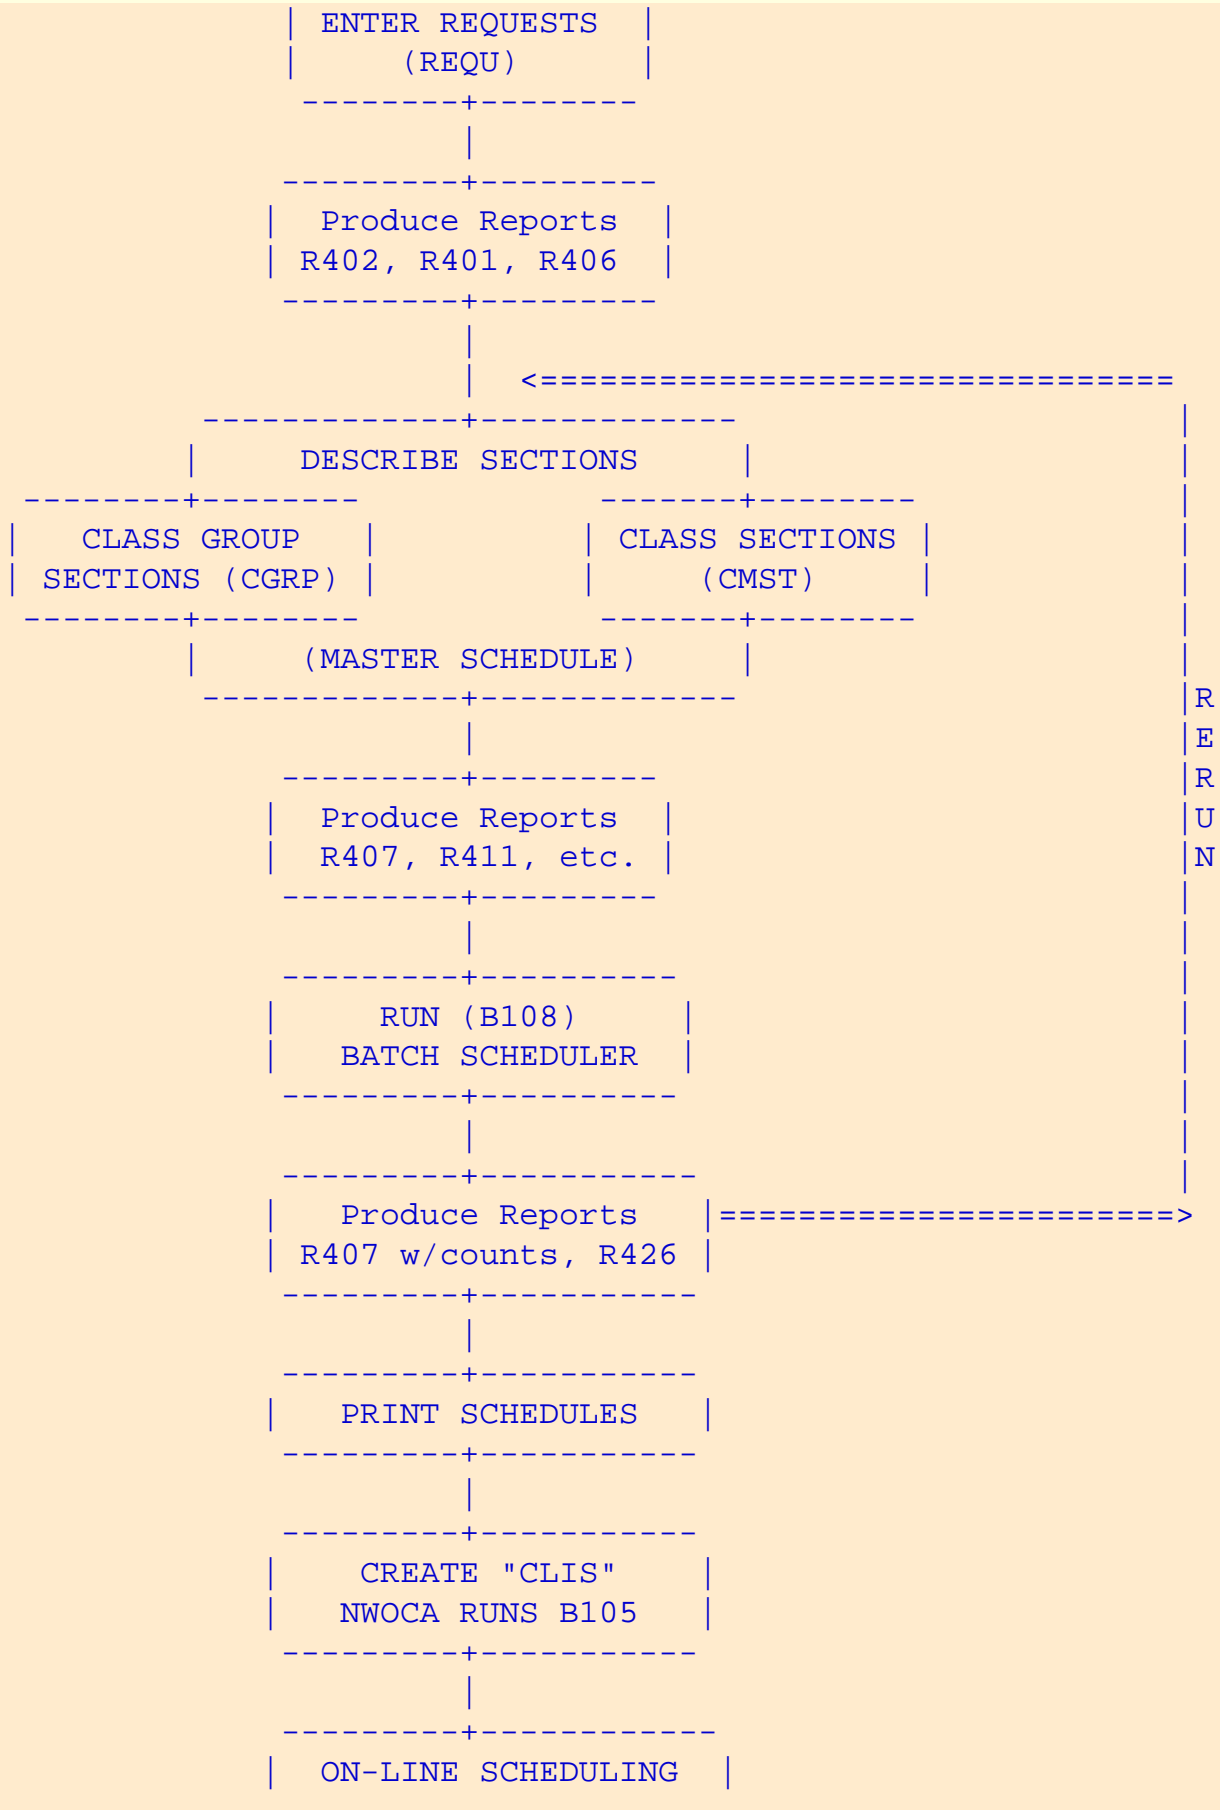 ENTER REQUESTS
(REQU)
Produce Reports
R402, R401, R406
DESCRIBE SECTIONS
CLASS GROUP
SECTIONS (CGRP)
CLASS SECTIONS
(CMST)
(MASTER SCHEDULE)
RERUN
Produce Reports
R407, R411, etc.
RUN (B108)
BATCH SCHEDULER
Produce Reports
R407 w/counts, R426
PRINT SCHEDULES
CREATE "CLIS"
NWOCA RUNS B105
ON-LINE SCHEDULING